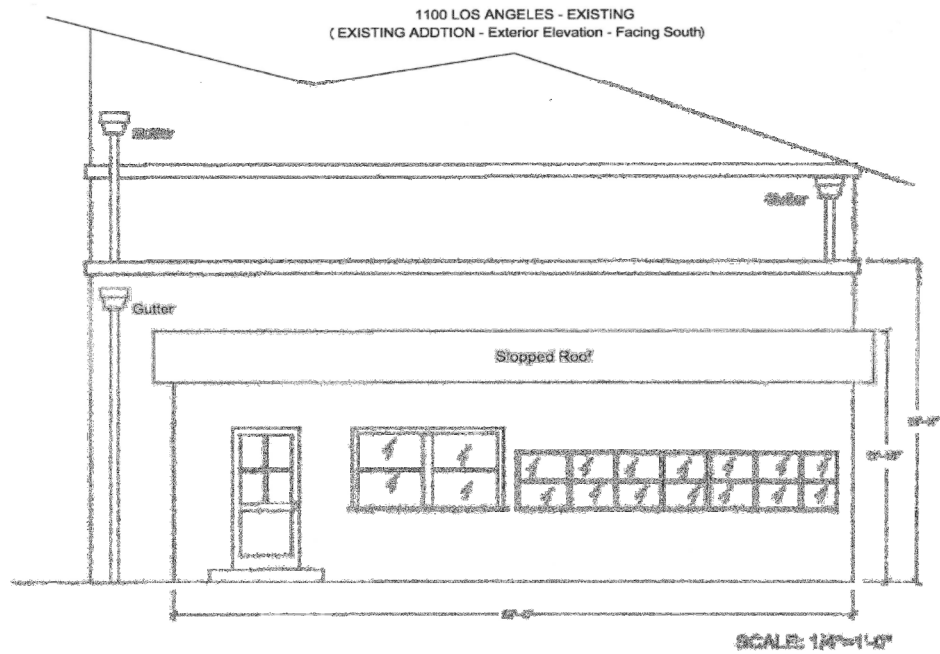 1100 LOS ANGELES - EXISTING
( EXISTING ADDTION - Exterior Elevation - Facing South)
Gutter
Gutter
Gutter
Slopped Roof
SCALE: 1/4"=1'-0"